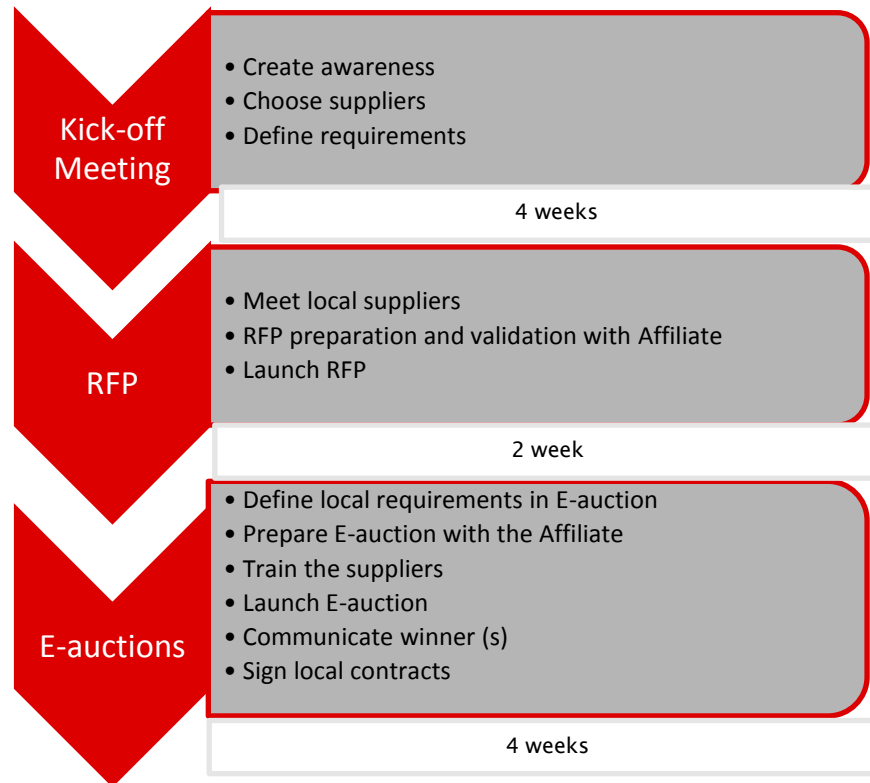 Kick-off
Meeting
• Create awareness
• Choose suppliers
• Define requirements
4 weeks
RFP
• Meet local suppliers
• RFP preparation and validation with Affiliate
• Launch RFP
2 week
E-auctions
• Define local requirements in E-auction
• Prepare E-auction with the Affiliate
• Train the suppliers
• Launch E-auction
• Communicate winner (s)
• Sign local contracts
4 weeks